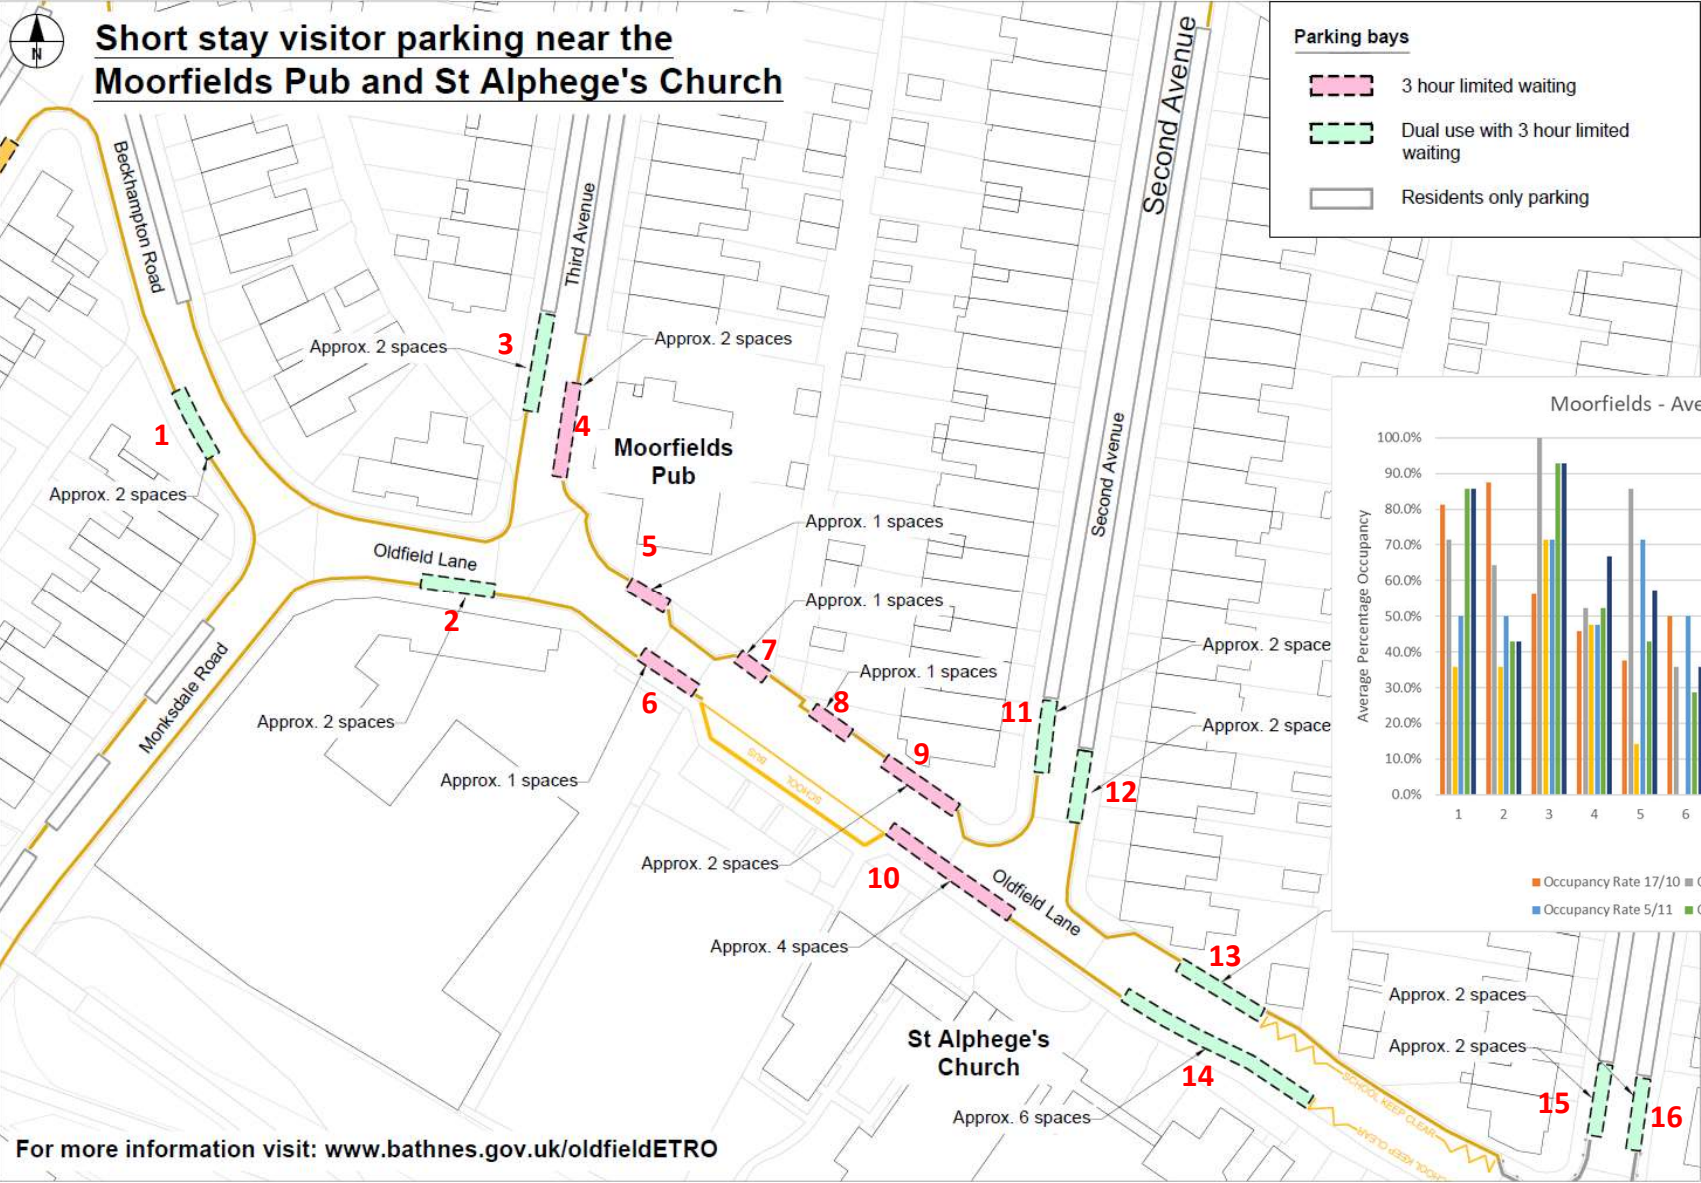 N
Short stay visitor parking near the
Moorfields Pub and St Alphege's Church
Parking bays
3 hour limited waiting
Dual use with 3 hour limited
waiting
Residents only parking
Second Avenue
Beckhampton Road
Third Avenue
Approx. 2 spaces
3
Approx. 2 spaces
4
1
Approx. 2 spaces
Moorfields
Pub
Second Avenue
Oldfield Lane
2
5
Approx. 1 spaces
7
Approx. 1 spaces
6
8
Approx. 1 spaces
Monksdale Road
Approx. 2 spaces
Approx. 1 spaces
SCHOOL
BUS
9
Approx. 2 spaces
11
Approx. 2 space
12
Approx. 2 space
10
Oldfield Lane
Approx. 4 spaces
13
St Alphege's
Church
14
Approx. 6 spaces
SCHOOL KEEP CLEAR
SCHOOL KEEP CLEAR
Approx. 2 spaces
Approx. 2 spaces
15
16
For more information visit: www.bathnes.gov.uk/oldfieldETRO
Moorfields - Ave
Average Percentage Occupancy
100.0%
90.0%
80.0%
70.0%
60.0%
50.0%
40.0%
30.0%
20.0%
10.0%
0.0%
1 2 3 4 5 6
Occupancy Rate 17/10
Occupancy Rate 5/11